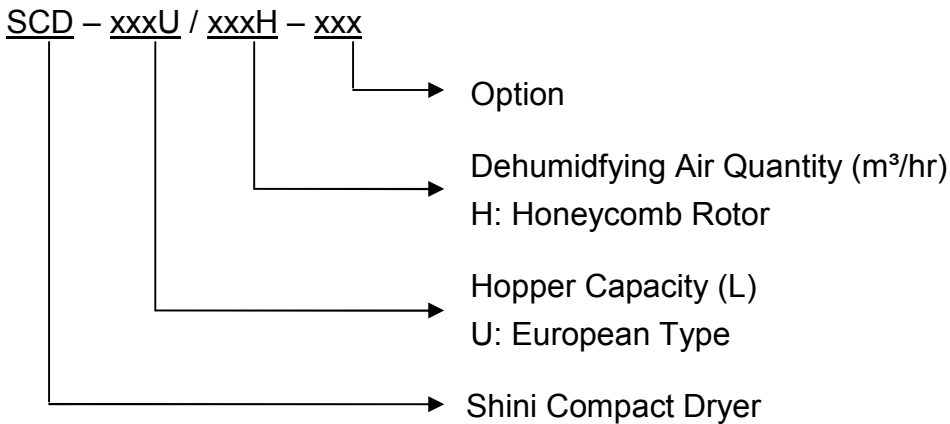 SCD – xxxU / xxxH – xxx
Option
Dehumidfying Air Quantity (m³/hr)
H: Honeycomb Rotor
Hopper Capacity (L)
U: European Type
Shini Compact Dryer